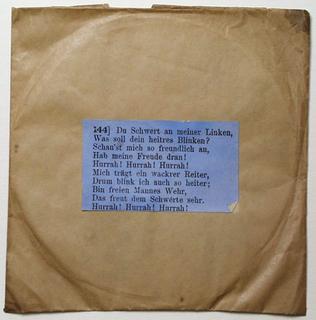 144] Du Schwert an meiner Linken,
Was soll dein heitres Blinken?
Schau'st mich so freundlich an,
Hab meine Freude dran!
Hurrah! Hurrah! Hurrah!
Mich trägt ein wackrer Reiter,
Drum blink ich auch so heiter;
Bin freien Mannes Wehr,
Das freut dem Schwerte sehr.
Hurrah! Hurrah! Hurrah!